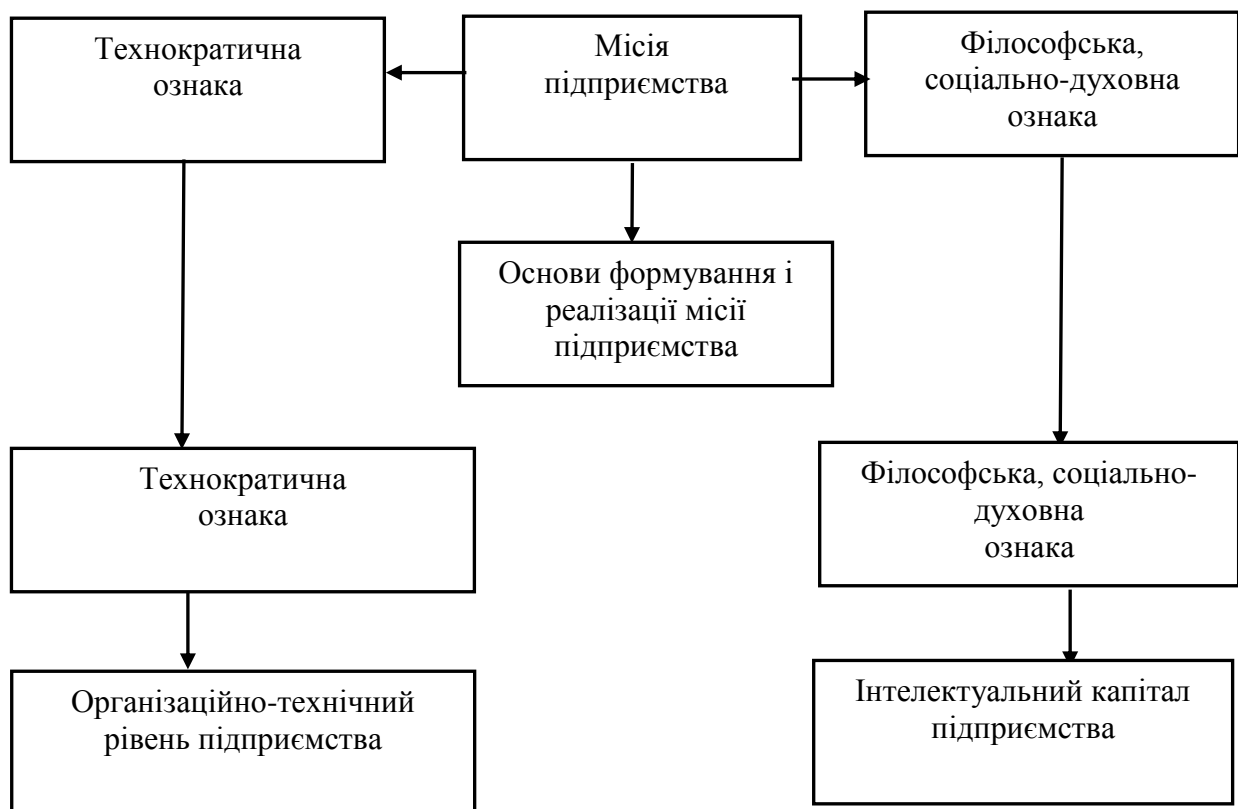 Технократична
ознака
Місія
підприємства
Філософська,
соціально-духовна
ознака
Основи формування і
реалізації місії
підприємства
Технократична
ознака
Філософська, соціально-
духовна
ознака
Організаційно-технічний
рівень підприємства
Інтелектуальний капітал
підприємства